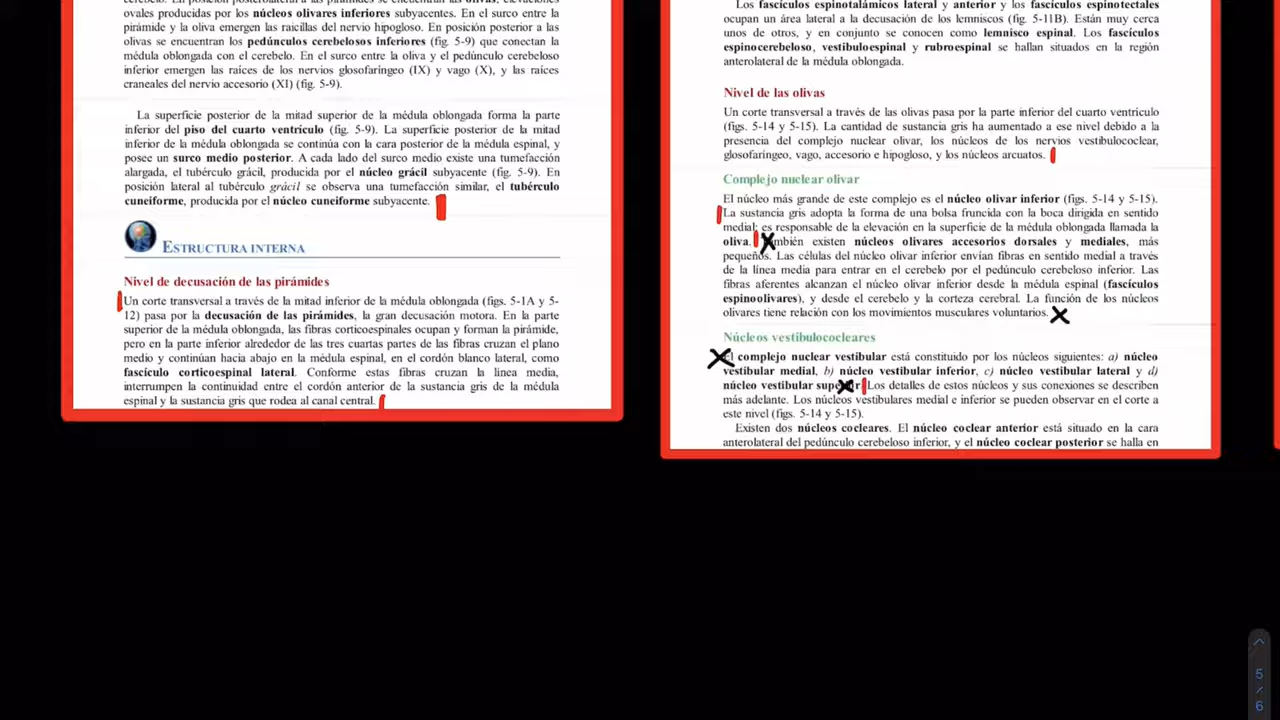 cerebelo. En posición posterolateral a las pirámides se encuentran las olivas, elevaciones
ovales producidas por los núcleos olivares inferiores subyacentes. En el surco entre la
pirámide y la oliva emergen las raicillas del nervio hipogloso. En posición posterior a las
olivas se encuentran los pedúnculos cerebelosos inferiores (fig. 5-9) que conectan la
médula oblongada con el cerebelo. En el surco entre la oliva y el pedúnculo cerebeloso
inferior emergen las raíces de los nervios glosofaríngeo (IX) y vago (X), y las raíces
craneales del nervio accesorio (XI) (fig. 5-9).
La superficie posterior de la mitad superior de la médula oblongada forma la parte
inferior del piso del cuarto ventrículo (fig. 5-9). La superficie posterior de la mitad
inferior de la médula oblongada se continúa con la cara posterior de la médula espinal, y
posee un surco medio posterior. A cada lado del surco medio existe una tumefacción
alargada, el tubérculo grácil, producida por el núcleo grácil subyacente (fig. 5-9). En
posición lateral al tubérculo grácil se observa una tumefacción similar, el tubérculo
cuneiforme, producida por el núcleo cuneiforme subyacente.
ESTRUCTURA INTERNA
Nivel de decusación de las pirámides
Un corte transversal a través de la mitad inferior de la médula oblongada (figs. 5-1A y 5-
12) pasa por la decusación de las pirámides, la gran decusación motora. En la parte
superior de la médula oblongada, las fibras corticoespinales ocupan y forman la pirámide,
pero en la parte inferior alrededor de las tres cuartas partes de las fibras cruzan el plano
medio y continúan hacia abajo en la médula espinal, en el cordón blanco lateral, como
fascículo corticoespinal lateral. Conforme estas fibras cruzan la línea media,
interrumpen la continuidad entre el cordón anterior de la sustancia gris de la médula
espinal y la sustancia gris que rodea al canal central.
Los fascículos espinotalámicos lateral y anterior y los fascículos espinotectales
ocupan un área lateral a la decusación de los lemniscos (fig. 5-11B). Están muy cerca
unos de otros, y en conjunto se conocen como lemnisco espinal. Los fascículos
espinocerebeloso, vestibuloespinal y rubroespinal se hallan situados en la región
anterolateral de la médula oblongada.
Nivel de las olivas
Un corte transversal a través de las olivas pasa por la parte inferior del cuarto ventrículo
(figs. 5-14 y 5-15). La cantidad de sustancia gris ha aumentado a ese nivel debido a la
presencia del complejo nuclear olivar, los núcleos de los nervios vestibulococlear,
glosofaríngeo, vago, accesorio e hipogloso, y los núcleos arcuatos.
Complejo nuclear olivar
El núcleo más grande de este complejo es el núcleo olivar inferior (figs. 5-14 y 5-15).
La sustancia gris adopta la forma de una bolsa fruncida con la boca dirigida en sentido
medial; es responsable de la elevación en la superficie de la médula oblongada llamada la
oliva. También existen núcleos olivares accesorios dorsales y mediales, más
pequeños. Las células del núcleo olivar inferior envían fibras en sentido medial a través
de la línea media para entrar en el cerebelo por el pedúnculo cerebeloso inferior. Las
fibras aferentes alcanzan el núcleo olivar inferior desde la médula espinal (fascículos
espinoolivares), y desde el cerebelo y la corteza cerebral. La función de los núcleos
olivares tiene relación con los movimientos musculares voluntarios.
Núcleos vestibulococleares
El complejo nuclear vestibular está constituido por los núcleos siguientes: a) núcleo
vestibular medial, b) núcleo vestibular inferior, c) núcleo vestibular lateral y d)
núcleo vestibular superior. Los detalles de estos núcleos y sus conexiones se describen
más adelante. Los núcleos vestibulares medial e inferior se pueden observar en el corte a
este nivel (figs. 5-14 y 5-15).
Existen dos núcleos cocleares. El núcleo coclear anterior está situado en la cara
anterolateral del pedúnculo cerebeloso inferior, y el núcleo coclear posterior se halla en
5
/
6